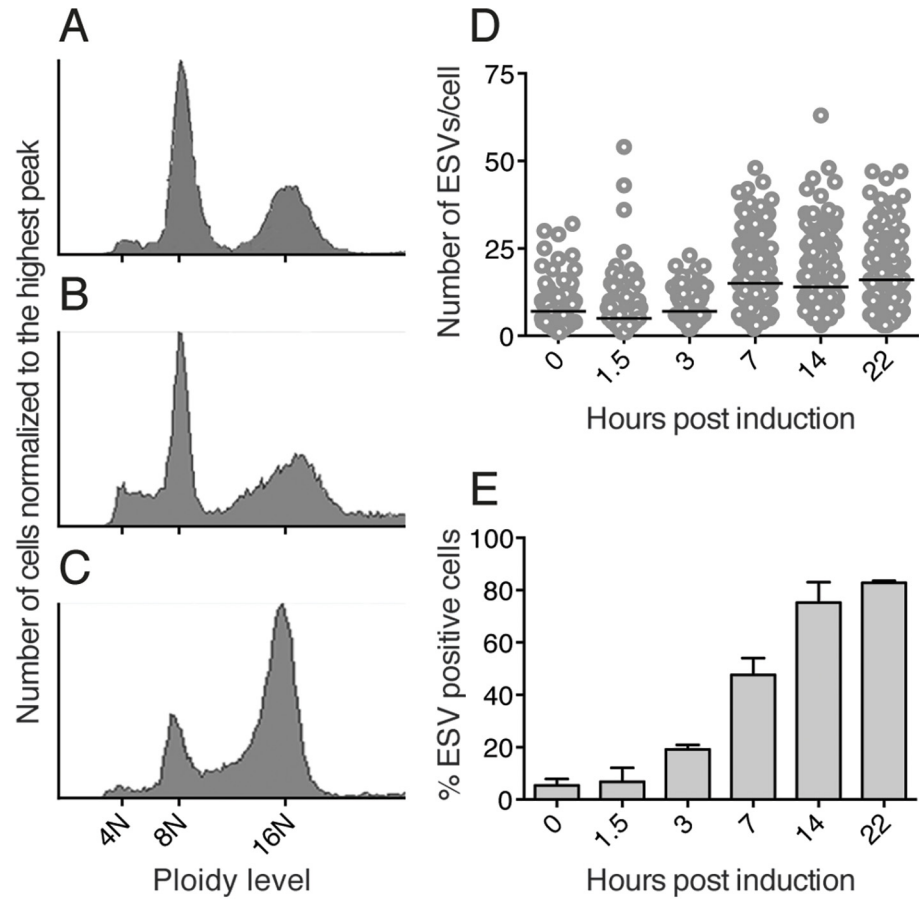 A
B
C
Number of cells normalized to the highest peak
4N
8N
16N
Ploidy level
D
Number of ESVs/cell
75
50
25
0
0
1.5
3
7
14
22
Hours post induction
E
% ESV positive cells
100
80
60
40
20
0
0
1.5
3
7
14
22
Hours post induction